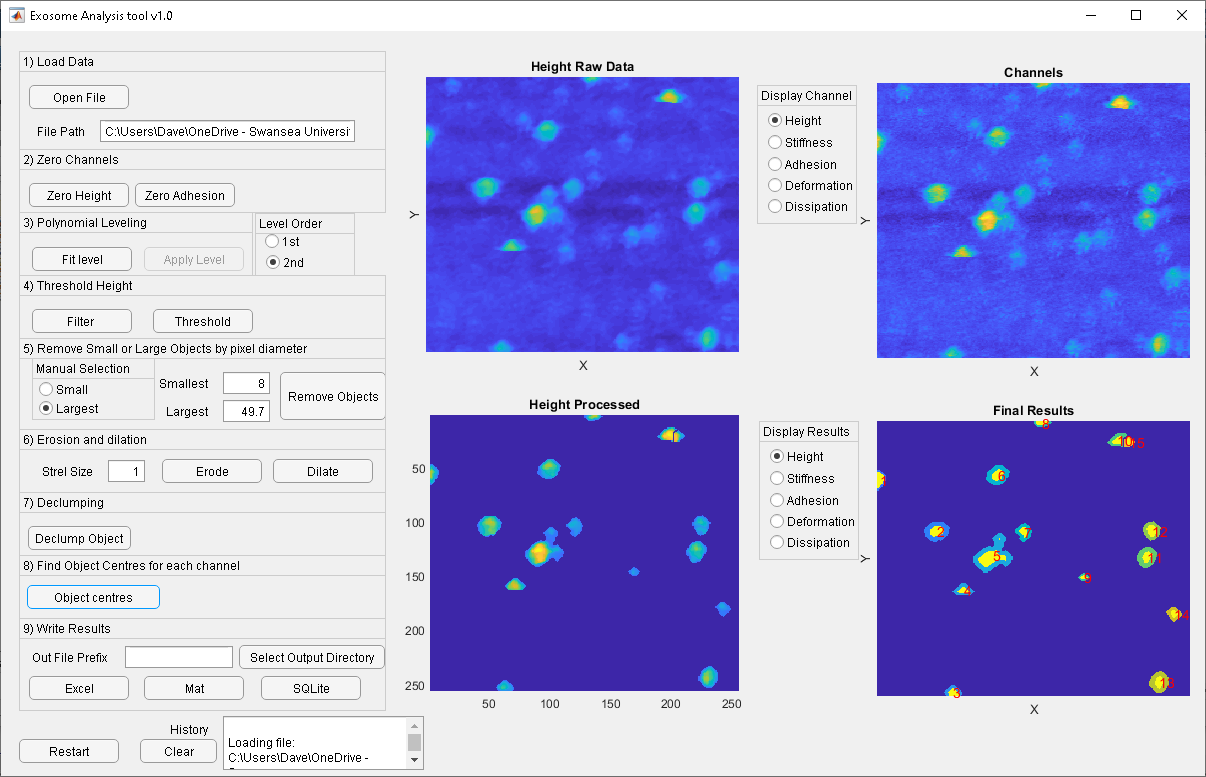 Exosome Analysis tool v1.0
1) Load Data
Open File
File Path
C:\Users\Dave\OneDrive - Swansea Universi
2) Zero Channels
Zero Height
Zero Adhesion
3) Polynomial Leveling
Fit level
Apply Level
Level Order
1st
2nd
4) Threshold Height
Filter
Threshold
5) Remove Small or Large Objects by pixel diameter
Manual Selection
Small
Largest
Smallest 8
Largest 49.7
Remove Objects
6) Erosion and dilation
Strel Size 1
Erode
Dilate
7) Declumping
Declump Object
8) Find Object Centres for each channel
Object centres
9) Write Results
Out File Prefix
Select Output Directory
Excel
Mat
SQLite
Restart
History
Clear
Loading file:
C:\Users\Dave\OneDrive -
Height Raw Data
Y
X
Display Channel
Height
Stiffness
Adhesion
Deformation
Dissipation
Channels
Y
X
Height Processed
50
100
150
200
250
50 100 150 200 250
Display Results
Height
Stiffness
Adhesion
Deformation
Dissipation
Final Results
Y
8
10
6
2
7
5
12
14
3
X